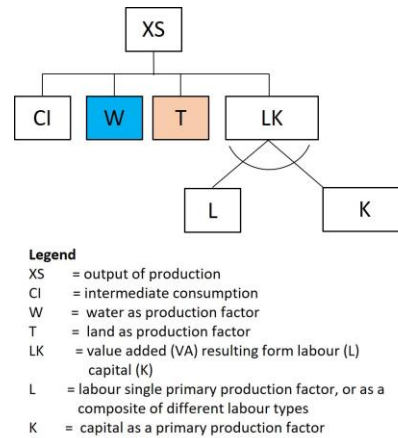 XS
CI W T LK
L K
Legend
XS = output of production
CI = intermediate consumption
W = water as production factor
T = land as production factor
LK = value added (VA) resulting form labour (L)
capital (K)
L = labour single primary production factor, or as a
composite of different labour types
K = capital as a primary production factor